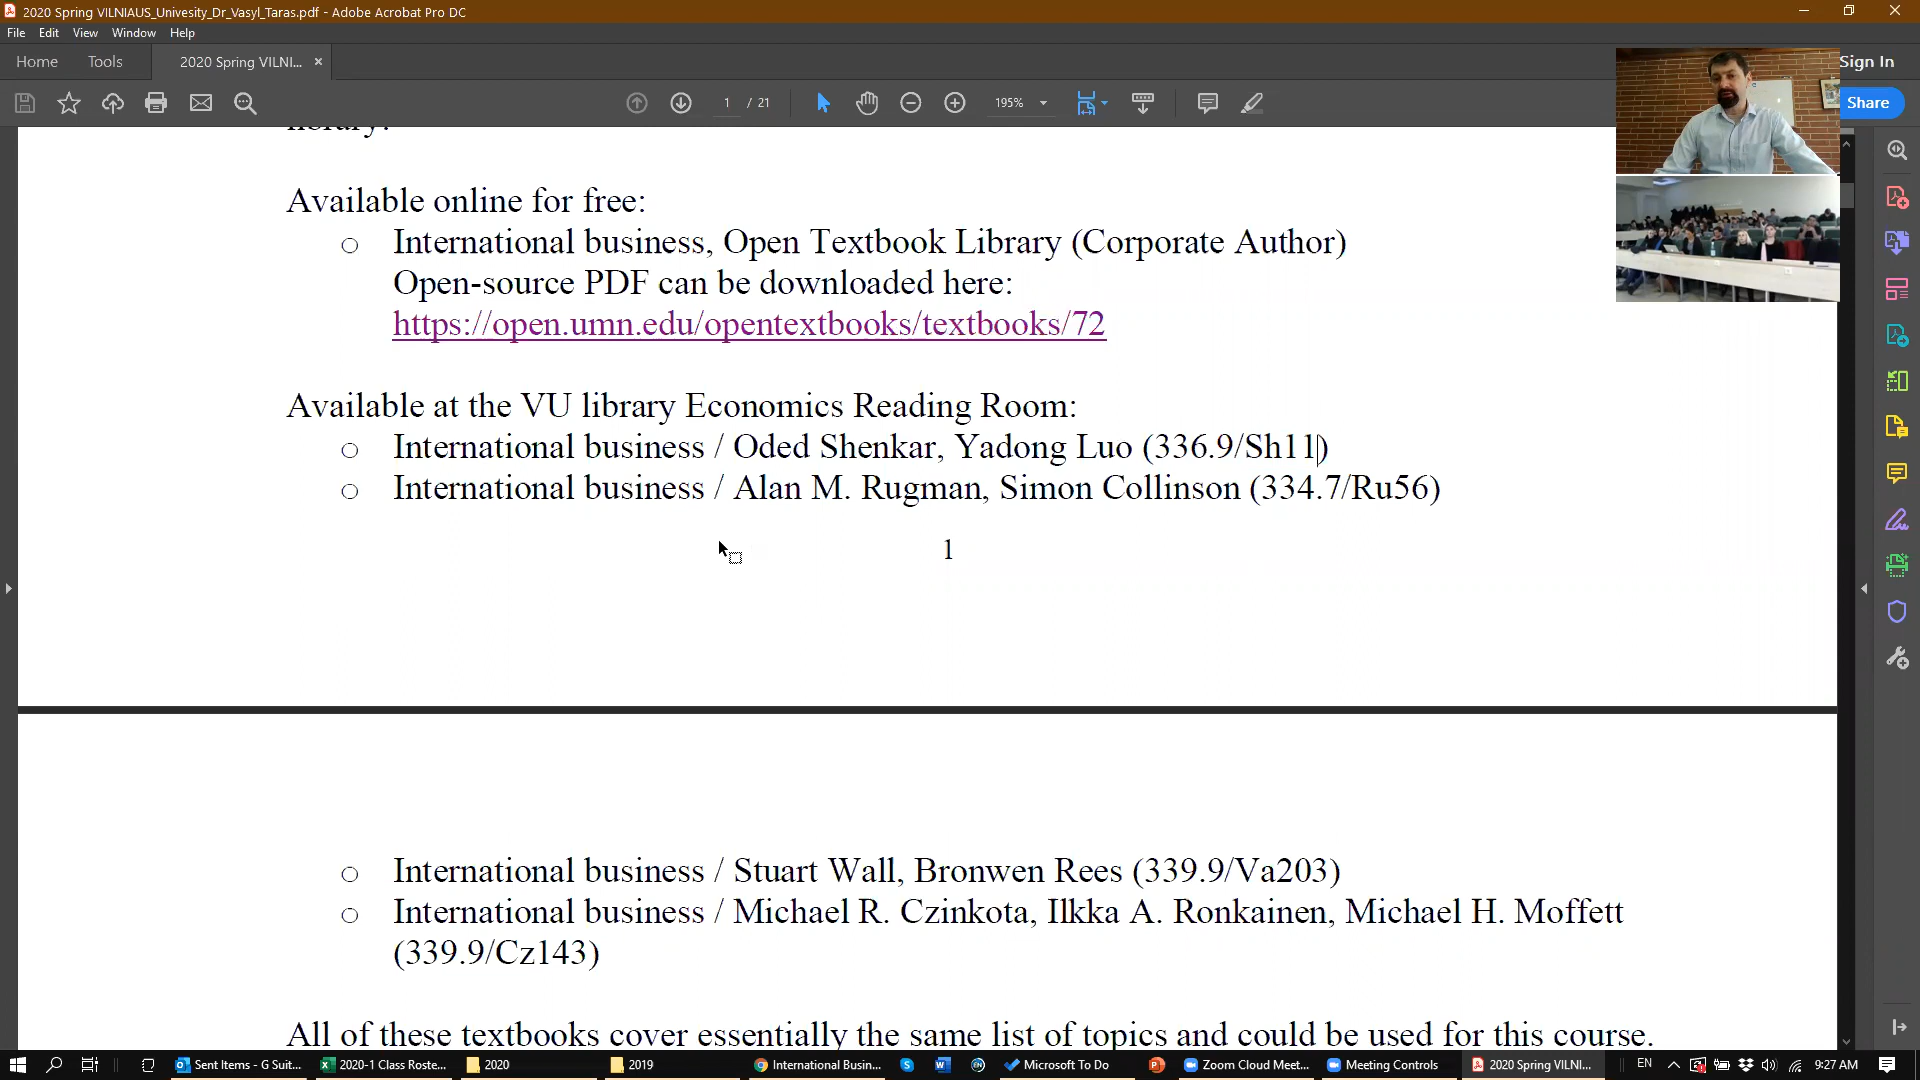 2020 Spring VILNIAUS_Univesity_Dr_Vasyl_Taras.pdf - Adobe Acrobat Pro DC
File Edit View Window Help
Home Tools 2020 Spring VILNI... × Sign In
1 / 21 195% Share
library:
Available online for free:
○ International business, Open Textbook Library (Corporate Author)
Open-source PDF can be downloaded here:
https://open.umn.edu/opentextbooks/textbooks/72
Available at the VU library Economics Reading Room:
○ International business / Oded Shenkar, Yadong Luo (336.9/Sh11)
○ International business / Alan M. Rugman, Simon Collinson (334.7/Ru56)
1
○ International business / Stuart Wall, Bronwen Rees (339.9/Va203)
○ International business / Michael R. Czinkota, Ilkka A. Ronkainen, Michael H. Moffett
(339.9/Cz143)
All of these textbooks cover essentially the same list of topics and could be used for this course.
Sent Items - G Suit... 2020-1 Class Roste... 2020 2019 International Busin... Microsoft To Do Zoom Cloud Meet... Meeting Controls 2020 Spring VILNI... EN 9:27 AM